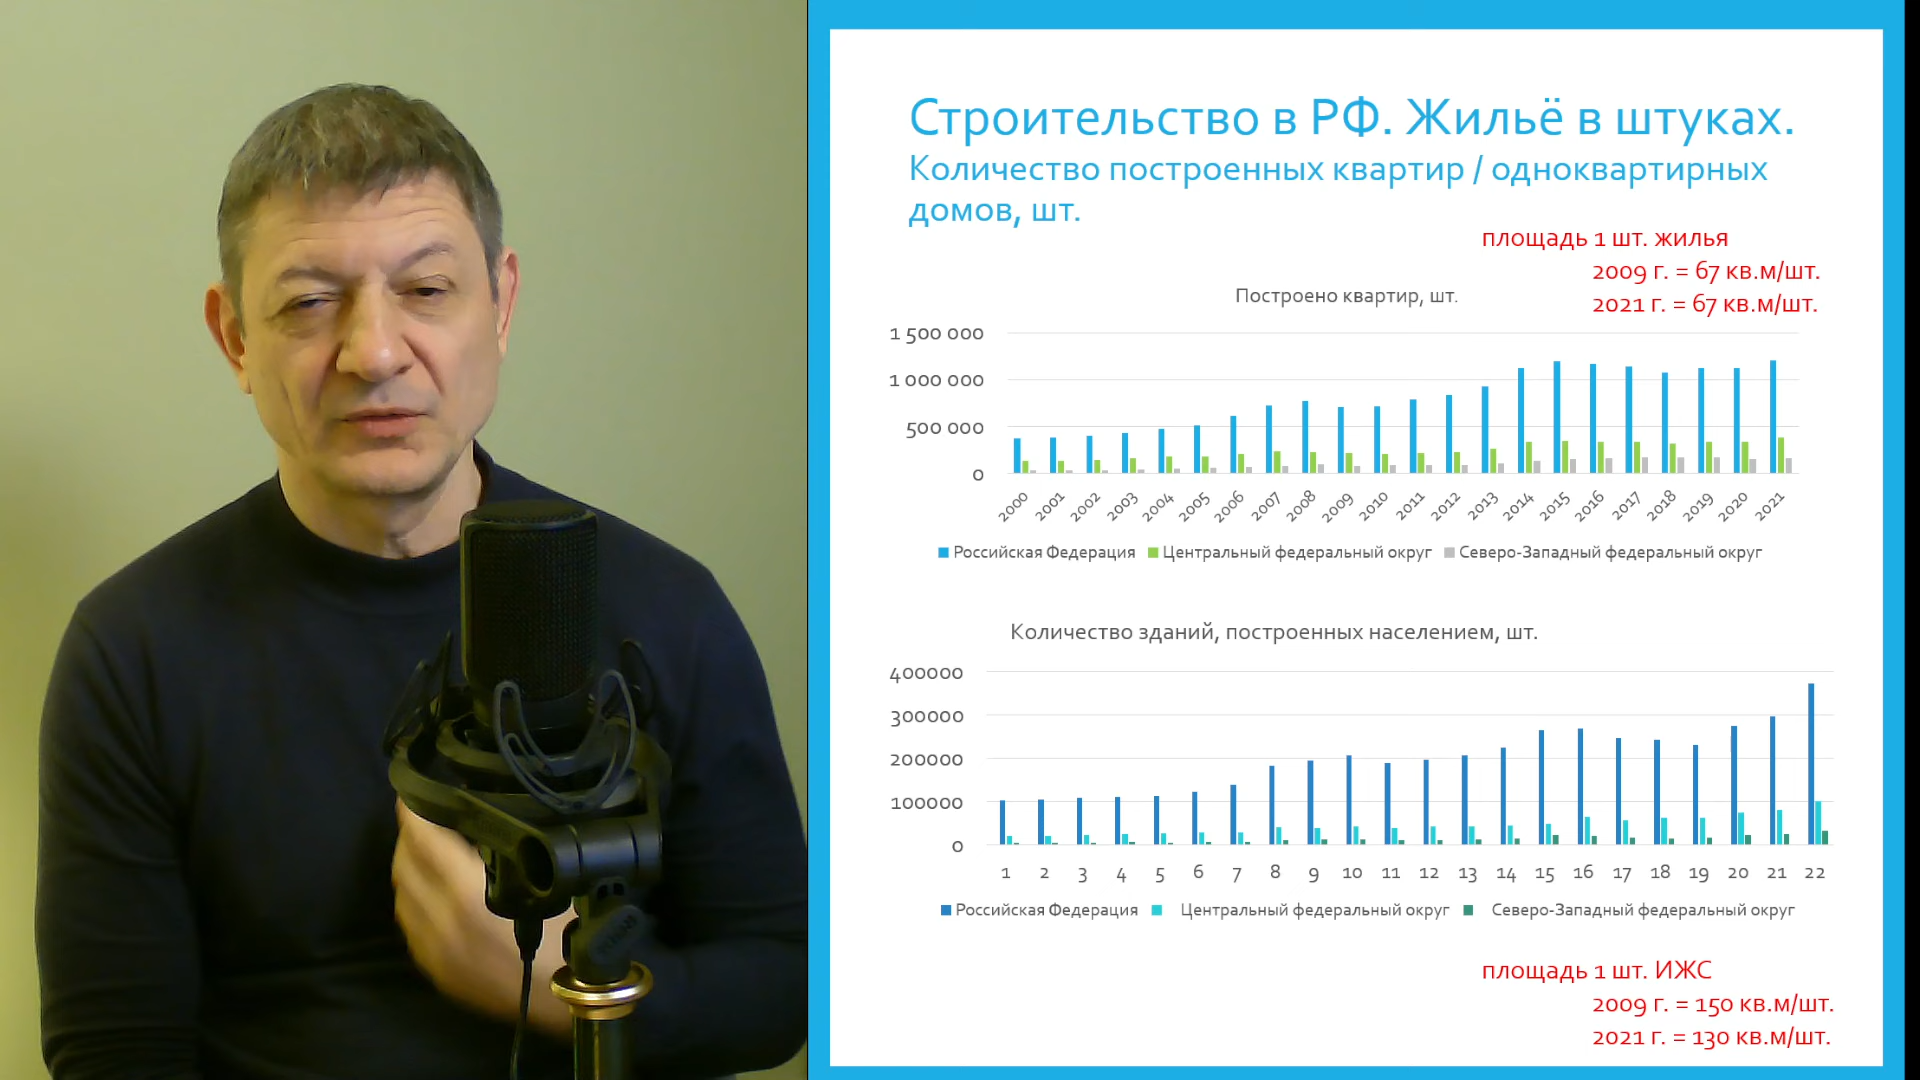 Строительство в РФ. Жильё в штуках.
Количество построенных квартир / одноквартирных
домов, шт.
площадь 1 шт. жилья
2009 г. = 67 кв.м/шт.
2021 г. = 67 кв.м/шт.
Построено квартир, шт.
1 500 000
1 000 000
500 000
0
2000 2001 2002 2003 2004 2005 2006 2007 2008 2009 2010 2011 2012 2013 2014 2015 2016 2017 2018 2019 2020 2021
Российская Федерация Центральный федеральный округ Северо-Западный федеральный округ
Количество зданий, построенных населением, шт.
400000
300000
200000
100000
0
1 2 3 4 5 6 7 8 9 10 11 12 13 14 15 16 17 18 19 20 21 22
Российская Федерация Центральный федеральный округ Северо-Западный федеральный округ
площадь 1 шт. ИЖС
2009 г. = 150 кв.м/шт.
2021 г. = 130 кв.м/шт.